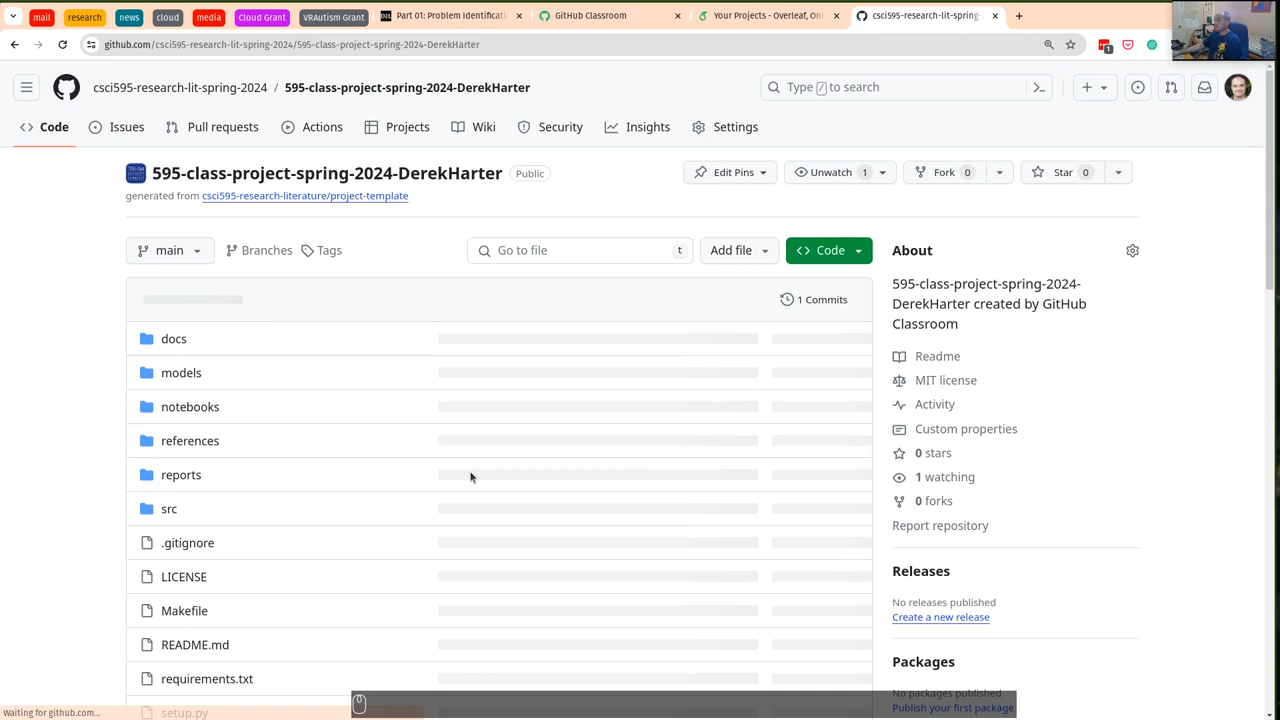 mail
research
news
cloud
media
Cloud Grant
VRAutism Grant
Part 01: Problem Identificati
GitHub Classroom
Your Projects - Overleaf, Onl
csci595-research-lit-spring-
github.com/csci595-research-lit-spring-2024/595-class-project-spring-2024-DerekHarter
csci595-research-lit-spring-2024 / 595-class-project-spring-2024-DerekHarter
Type / to search
Code
Issues
Pull requests
Actions
Projects
Wiki
Security
Insights
Settings
595-class-project-spring-2024-DerekHarter Public
generated from csci595-research-literature/project-template
Edit Pins
Unwatch 1
Fork 0
Star 0
main
Branches
Tags
Go to file t
Add file
Code
1 Commits
docs
models
notebooks
references
reports
src
.gitignore
LICENSE
Makefile
README.md
requirements.txt
setup.py
About
595-class-project-spring-2024-
DerekHarter created by GitHub
Classroom
Readme
MIT license
Activity
Custom properties
0 stars
1 watching
0 forks
Report repository
Releases
No releases published
Create a new release
Packages
No packages published
Publish your first package
Waiting for github.com...